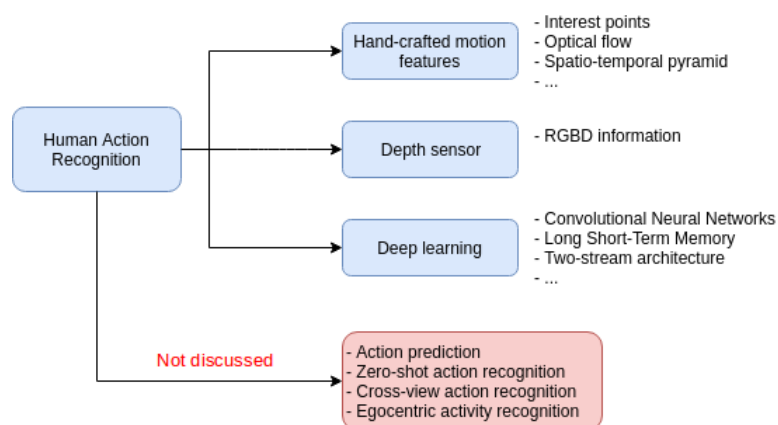 Human Action
Recognition
Hand-crafted motion
features
- Interest points
- Optical flow
- Spatio-temporal pyramid
- ...
Depth sensor
- RGBD information
Deep learning
- Convolutional Neural Networks
- Long Short-Term Memory
- Two-stream architecture
- ...
Not discussed
- Action prediction
- Zero-shot action recognition
- Cross-view action recognition
- Egocentric activity recognition